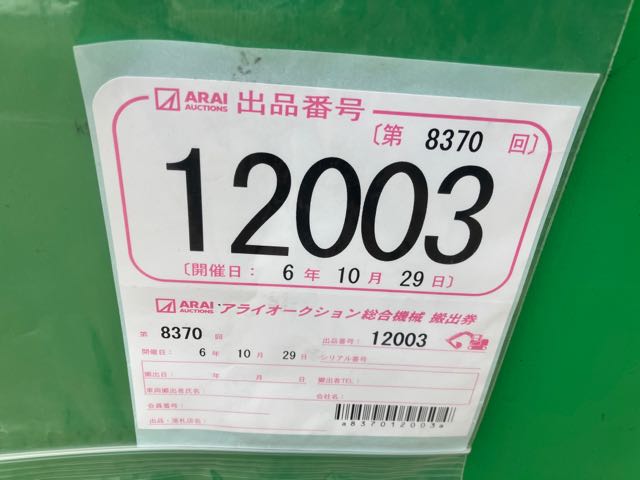 ARAI AUCTIONS 出品番号
〔第 8370 回〕
12003
〔開催日： 6 年 10 月 29 日〕
ARAI AUCTIONS アライオークション総合機械 搬出券
第 8370 回 出品番号： 12003
開催日： 6 年 10 月 29 日 シリアル番号：
搬出日： 年 月 日 搬出者TEL：
車両搬出者氏名： 会社名：
会員番号：
出品・落札店名：
a837012003a